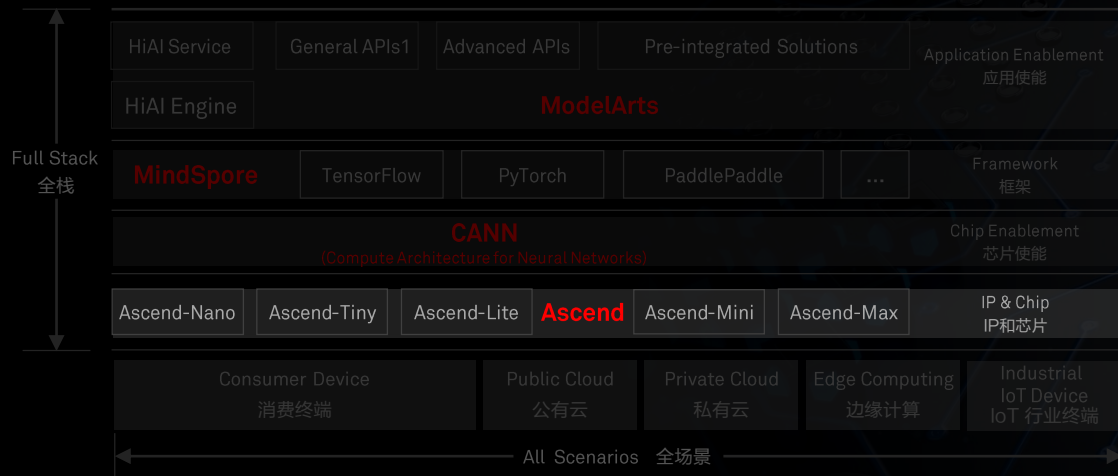 HiAI Service
General APIs1
Advanced APIs
Pre-integrated Solutions
Application Enablement
应用使能
HiAI Engine
ModelArts
Full Stack
全栈
MindSpore
TensorFlow
PyTorch
PaddlePaddle
...
Framework
框架
CANN
(Compute Architecture for Neural Networks)
Chip Enablement
芯片使能
Ascend-Nano
Ascend-Tiny
Ascend-Lite
Ascend
Ascend-Mini
Ascend-Max
IP & Chip
IP和芯片
Consumer Device
消费终端
Public Cloud
公有云
Private Cloud
私有云
Edge Computing
边缘计算
Industrial
IoT Device
IoT 行业终端
All Scenarios 全场景